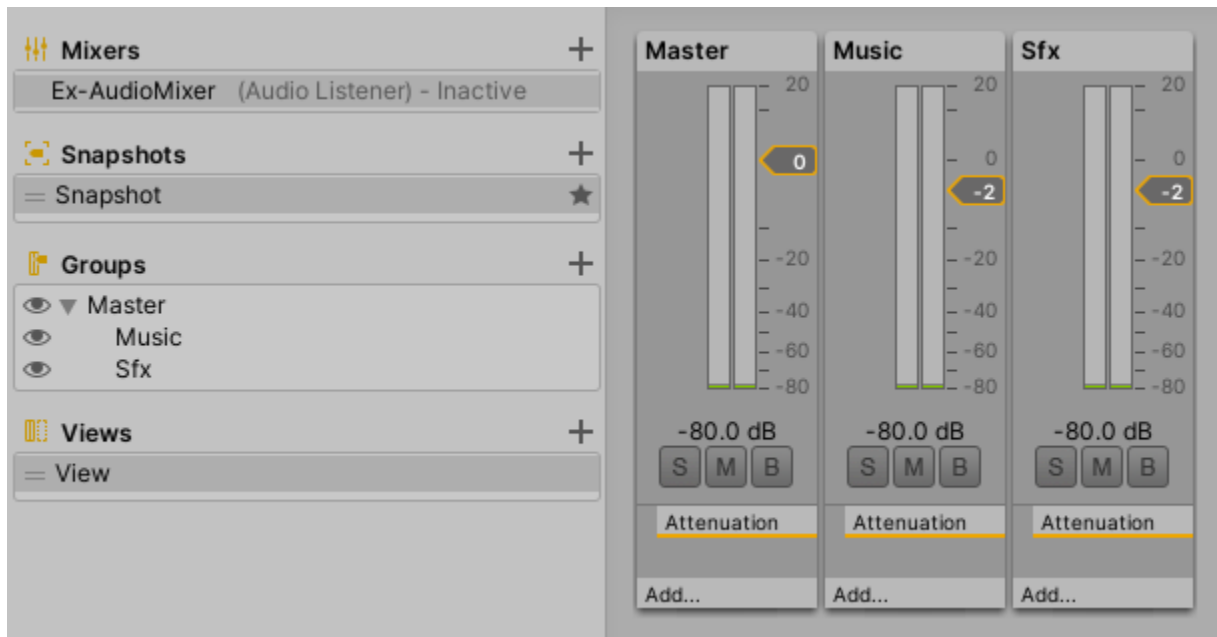 Mixers
Ex-AudioMixer (Audio Listener) - Inactive
Snapshots
Snapshot
Groups
Master
Music
Sfx
Views
View
Master
20
0
-20
-40
-60
-80
-80.0 dB
S M B
Attenuation
Add...
Music
20
0
-2
-20
-40
-60
-80
-80.0 dB
S M B
Attenuation
Add...
Sfx
20
0
-2
-20
-40
-60
-80
-80.0 dB
S M B
Attenuation
Add...